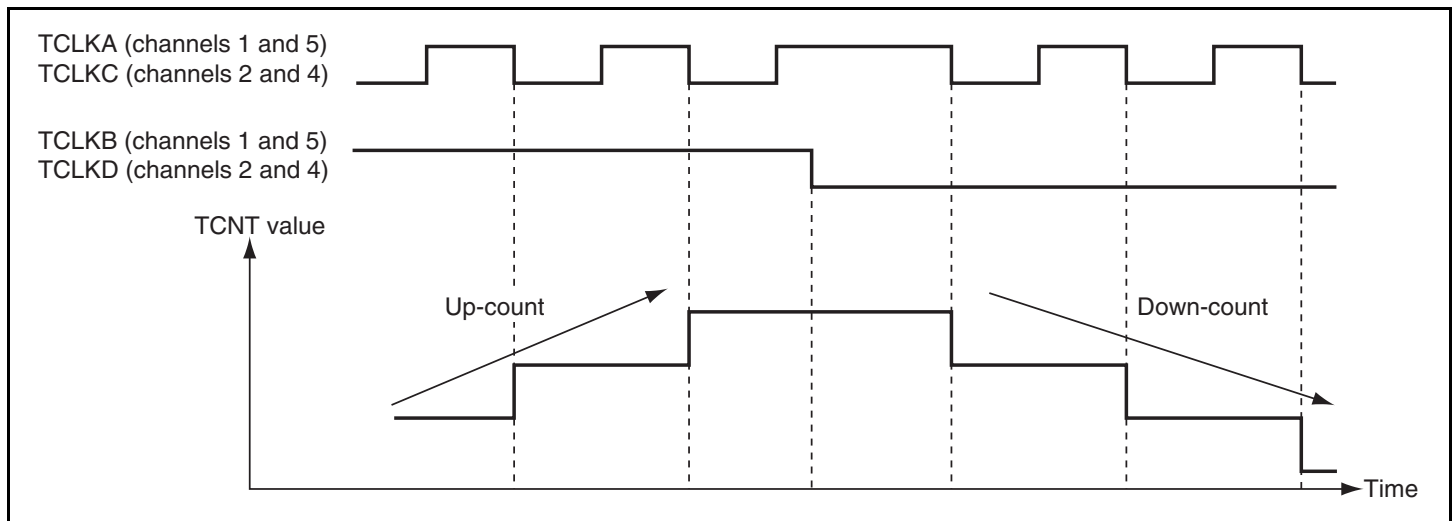 TCLKA (channels 1 and 5)
TCLKC (channels 2 and 4)
TCLKB (channels 1 and 5)
TCLKD (channels 2 and 4)
TCNT value
Up-count
Down-count
Time